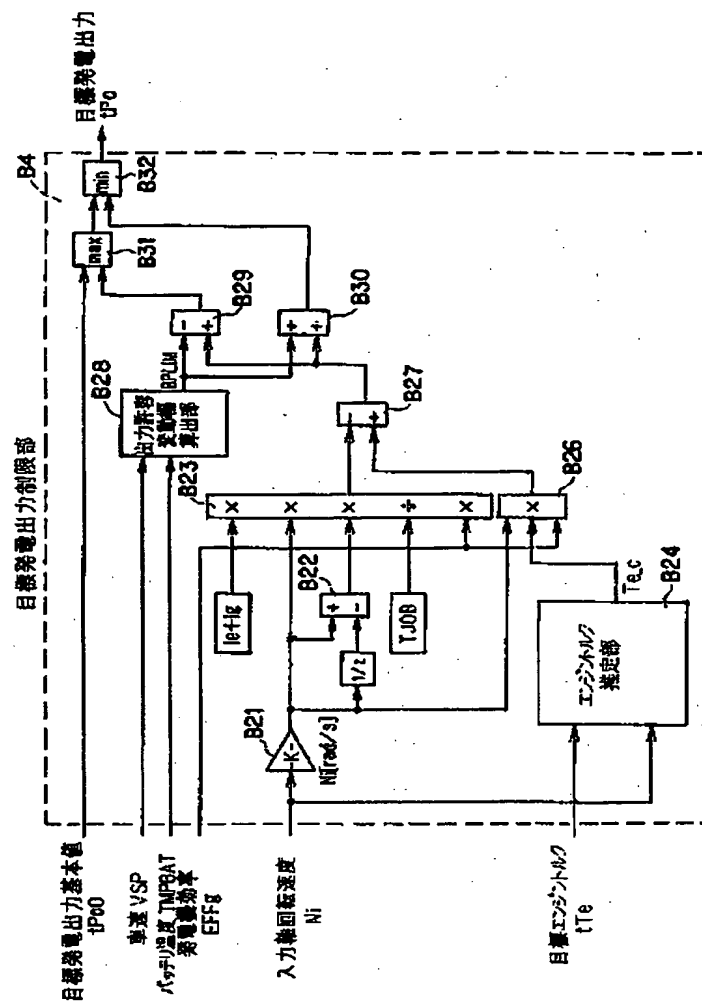 目標発電出力制限部
B4
目標発電出力基本値
tPo0
車速 VSP
バッテリ温度 TMPBAT
発電機効率
EFFg
入力軸回転速度
Ni
目標エンジントルク
tTe
B21
-K-
Ni[rad/s]
1/z
B22
+
-
Ie+Ig
TJOB
B23
×
×
×
÷
×
B28
出力許容
変動幅
算出部
BPLDM
B24
エンジントルク
推定部
Te_c
B26
×
B27
-
+
B29
-
+
B30
+
+
B31
max
B32
min
目標発電出力
tPo